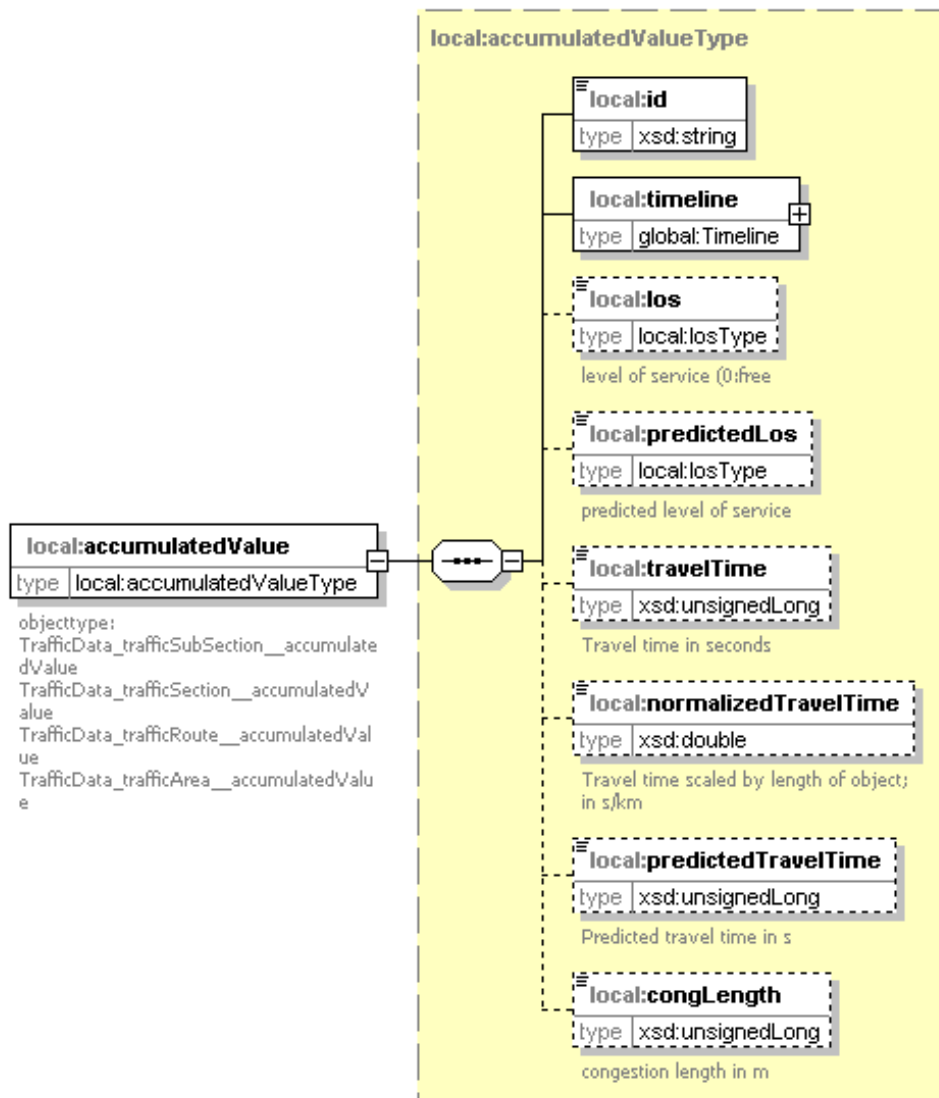 local:accumulatedValueType
local:id
type xsd:string
local:timeline
type global:Timeline
local:los
type local:losType
level of service (0:free
local:predictedLos
type local:losType
predicted level of service
local:accumulatedValue
type local:accumulatedValueType
objecttype:
TrafficData_trafficSubSection__accumulate
dValue
TrafficData_trafficSection__accumulatedV
alue
TrafficData_trafficRoute__accumulatedVal
ue
TrafficData_trafficArea__accumulatedValu
e
local:travelTime
type xsd:unsignedLong
Travel time in seconds
local:normalizedTravelTime
type xsd:double
Travel time scaled by length of object;
in s/km
local:predictedTravelTime
type xsd:unsignedLong
Predicted travel time in s
local:congLength
type xsd:unsignedLong
congestion length in m